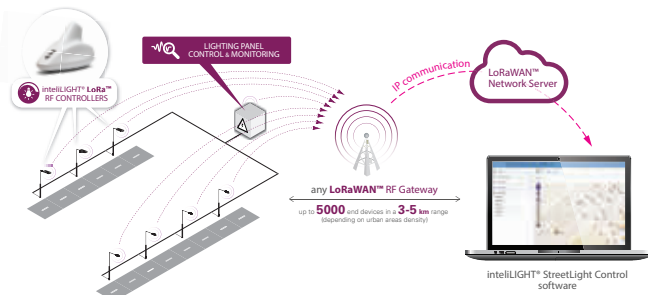 inteliLIGHT® LoRa™
RF CONTROLLERS
LIGHTING PANEL
CONTROL & MONITORING
IP communication
LoRaWAN™
Network Server
any LoRaWAN™ RF Gateway
up to 5000 end devices in a 3-5 km range
(depending on urban areas density)
inteliLIGHT® StreetLight Control
software